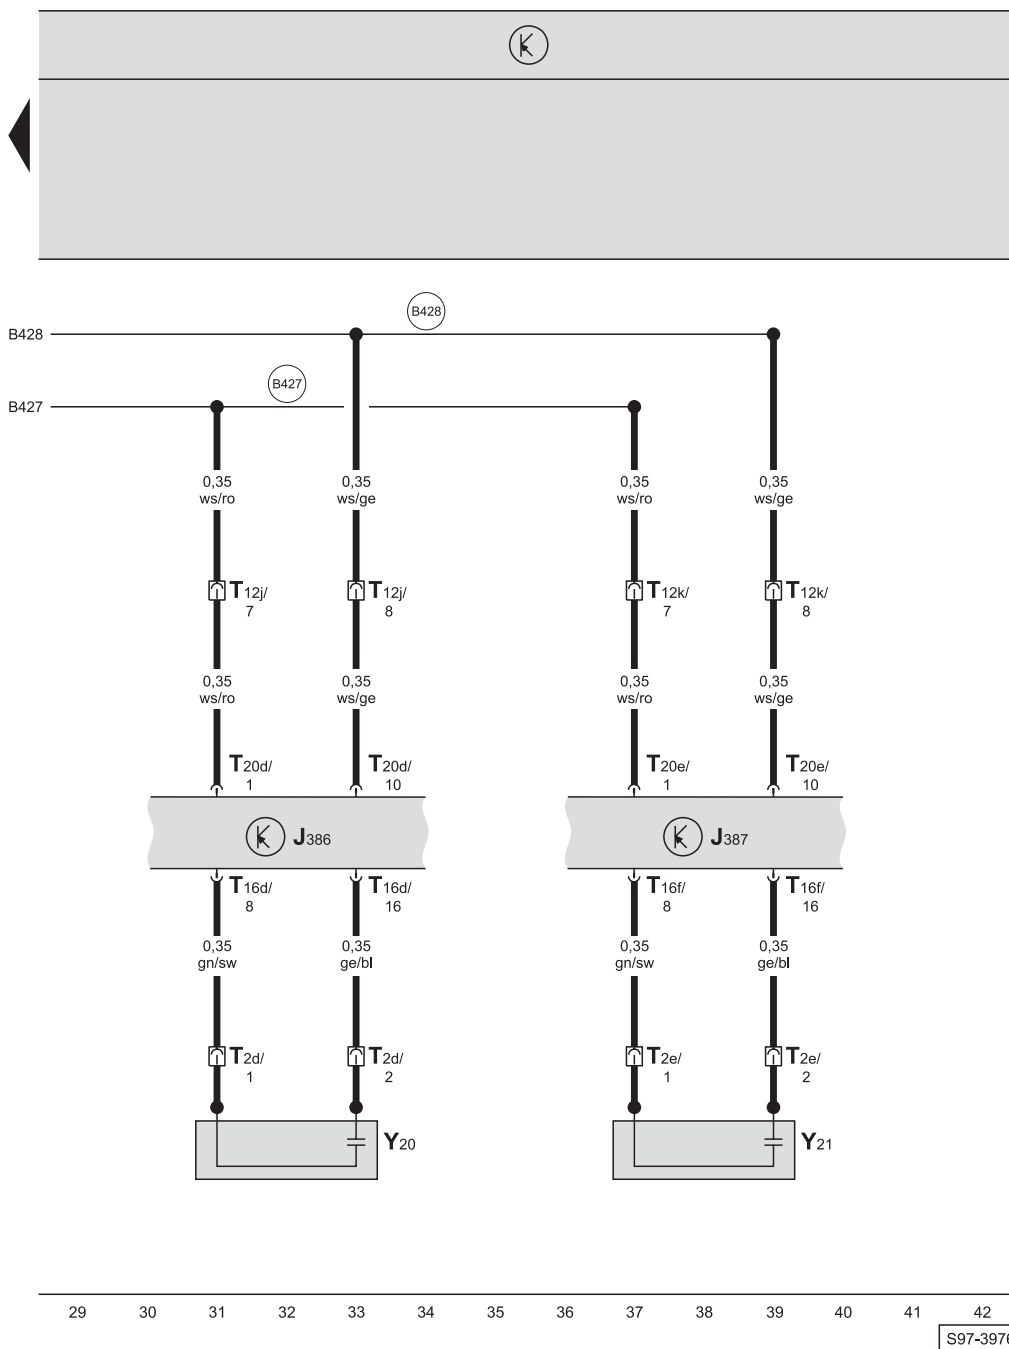 B428
B428
B427
B427
0,35 0,35 0,35 0,35
ws/ro ws/ge ws/ro ws/ge
T12j/ T12j/ T12k/ T12k/
7 8 7 8
0,35 0,35 0,35 0,35
ws/ro ws/ge ws/ro ws/ge
T20d/ T20d/ T20e/ T20e/
1 10 1 10
J386 J387
T16d/ T16d/ T16f/ T16f/
8 16 8 16
0,35 0,35 0,35 0,35
gn/sw ge/bl gn/sw ge/bl
T2d/ T2d/ T2e/ T2e/
1 2 1 2
Y20 Y21
29 30 31 32 33 34 35 36 37 38 39 40 41 42
S97-3976